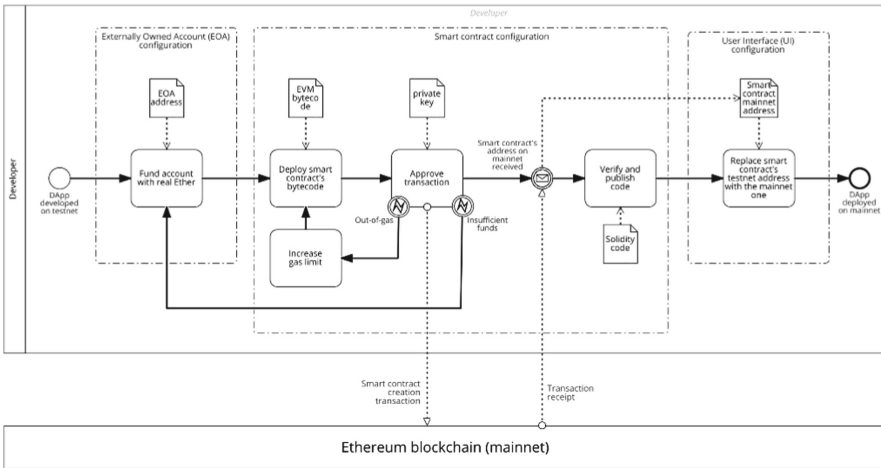 Developer
Externally Owned Account (EOA)
configuration
Smart contract configuration
User Interface (UI)
configuration
EOA
address
EVM
byteco
de
private
key
Smart
contract
mainnet
address
Developer
DApp
developed
on testnet
Fund account
with real Ether
Deploy smart
contract's
bytecode
Approve
transaction
Smart contract's
address on
mainnet
received
Verify and
publish
code
Replace smart
contract's
testnet address
with the mainnet
one
DApp
deployed
on mainnet
Out-of-gas
Insufficient
funds
Increase
gas limit
Solidity
code
Smart contract
creation
transaction
Transaction
receipt
Ethereum blockchain (mainnet)